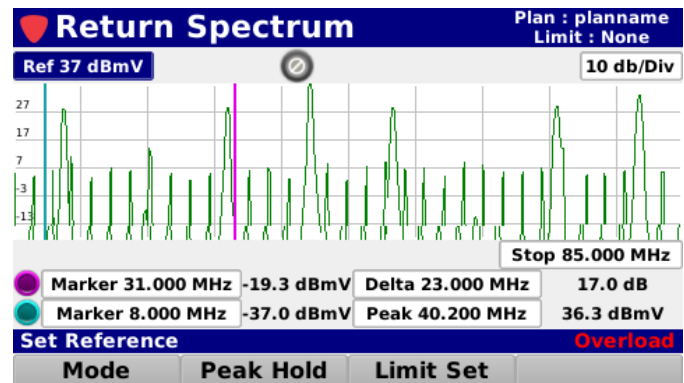 Return Spectrum
Plan : planname
Limit : None
Ref 37 dBmV
10 db/Div
27
17
7
-3
-13
Stop 85.000 MHz
Marker 31.000 MHz -19.3 dBmV Delta 23.000 MHz 17.0 dB
Marker 8.000 MHz -37.0 dBmV Peak 40.200 MHz 36.3 dBmV
Set Reference Overload
Mode Peak Hold Limit Set